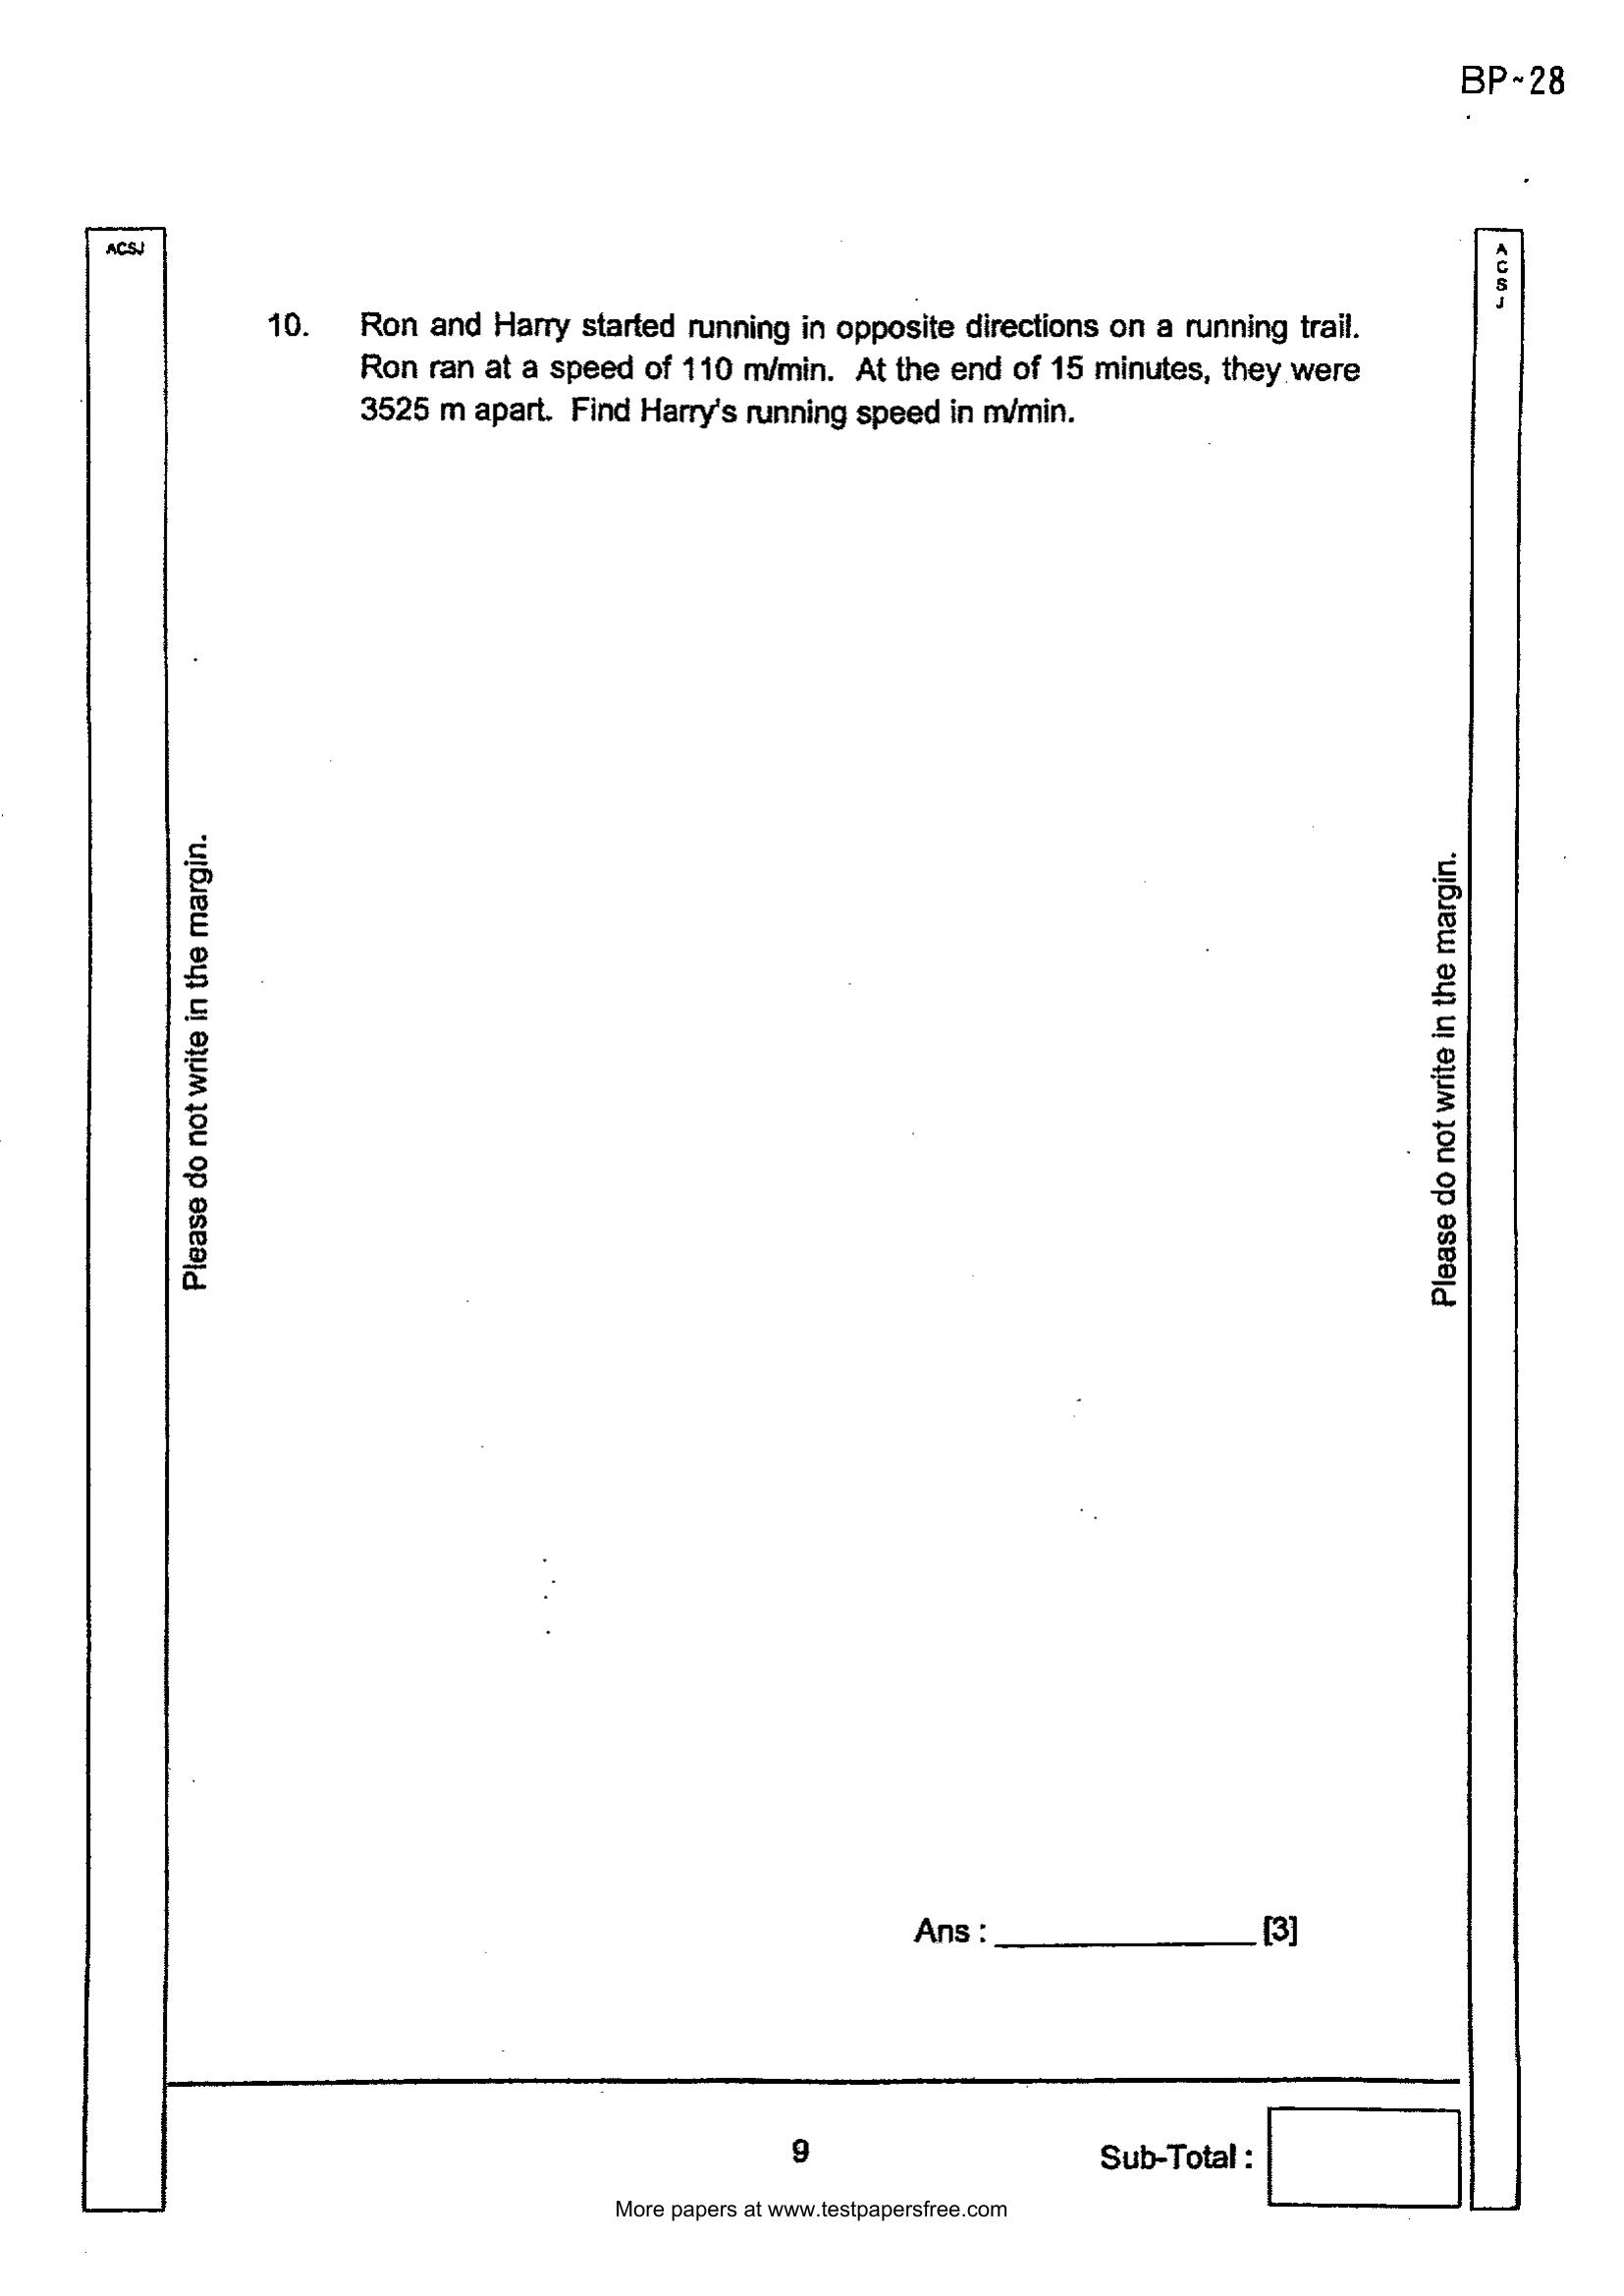 BP~28
ACSJ
A
C
S
J
10. Ron and Harry started running in opposite directions on a running trail.
Ron ran at a speed of 110 m/min. At the end of 15 minutes, they were
3525 m apart. Find Harry's running speed in m/min.
Please do not write in the margin.
Please do not write in the margin.
Ans : ______________ [3]
9
Sub-Total :
More papers at www.testpapersfree.com